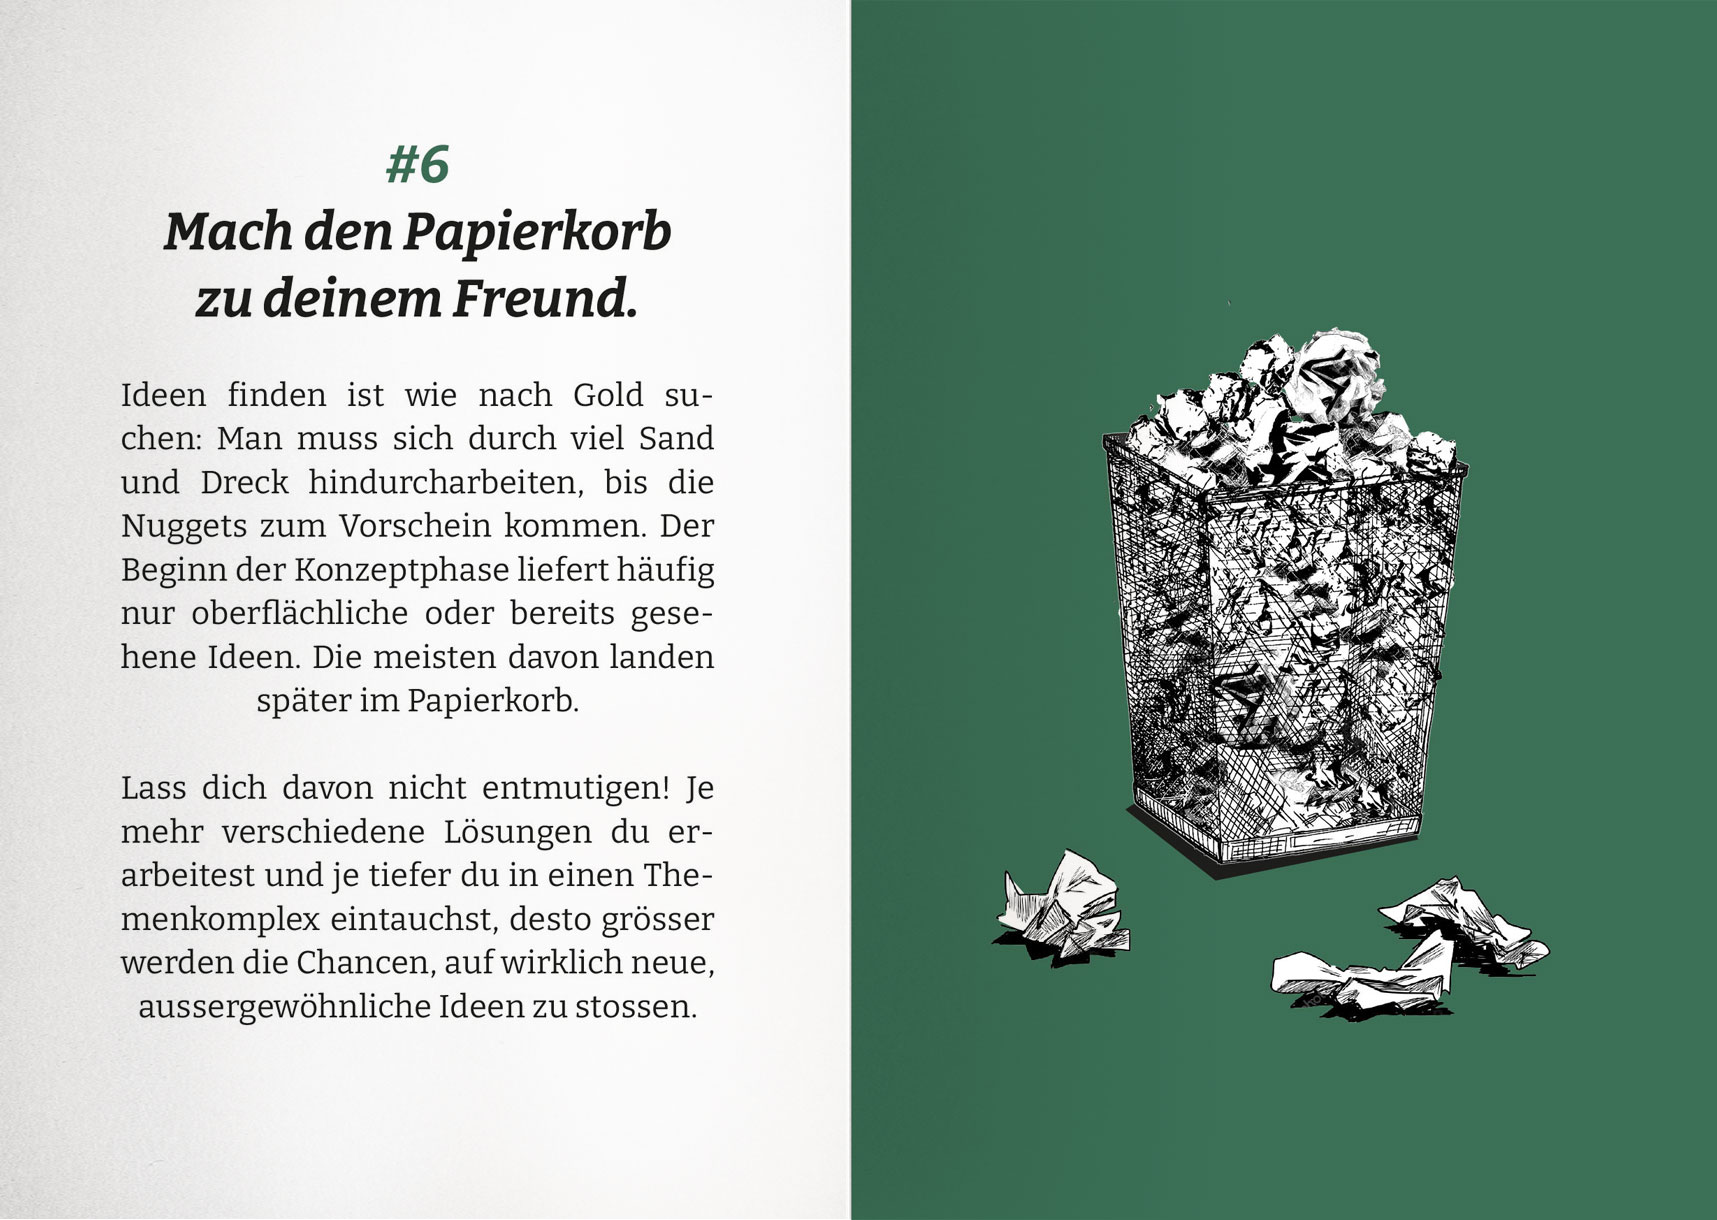 #6
Mach den Papierkorb
zu deinem Freund.
Ideen finden ist wie nach Gold su-
chen: Man muss sich durch viel Sand
und Dreck hindurcharbeiten, bis die
Nuggets zum Vorschein kommen. Der
Beginn der Konzeptphase liefert häufig
nur oberflächliche oder bereits gese-
hene Ideen. Die meisten davon landen
später im Papierkorb.
Lass dich davon nicht entmutigen! Je
mehr verschiedene Lösungen du er-
arbeitest und je tiefer du in einen The-
menkomplex eintauchst, desto grösser
werden die Chancen, auf wirklich neue,
aussergewöhnliche Ideen zu stossen.